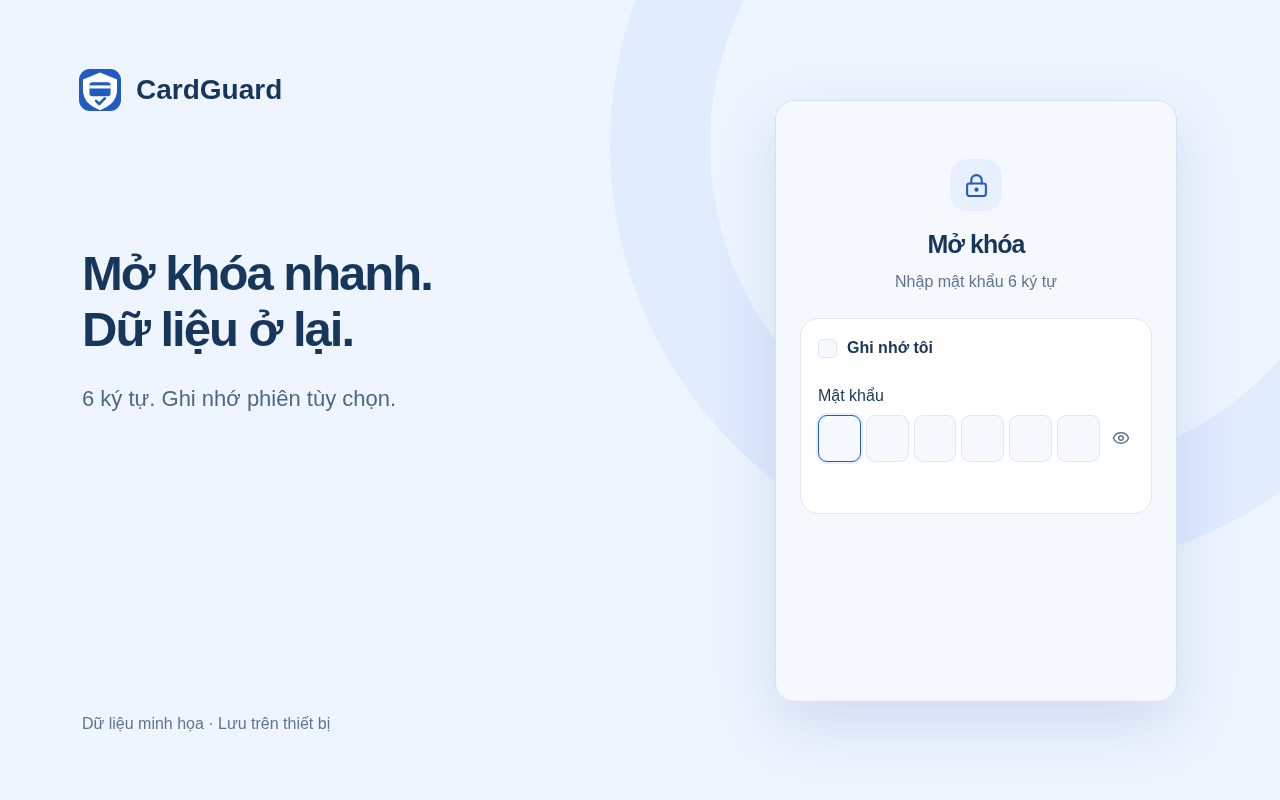 CardGuard
Mở khóa nhanh.
Dữ liệu ở lại.
6 ký tự. Ghi nhớ phiên tùy chọn.
Dữ liệu minh họa · Lưu trên thiết bị
Mở khóa
Nhập mật khẩu 6 ký tự
Ghi nhớ tôi
Mật khẩu